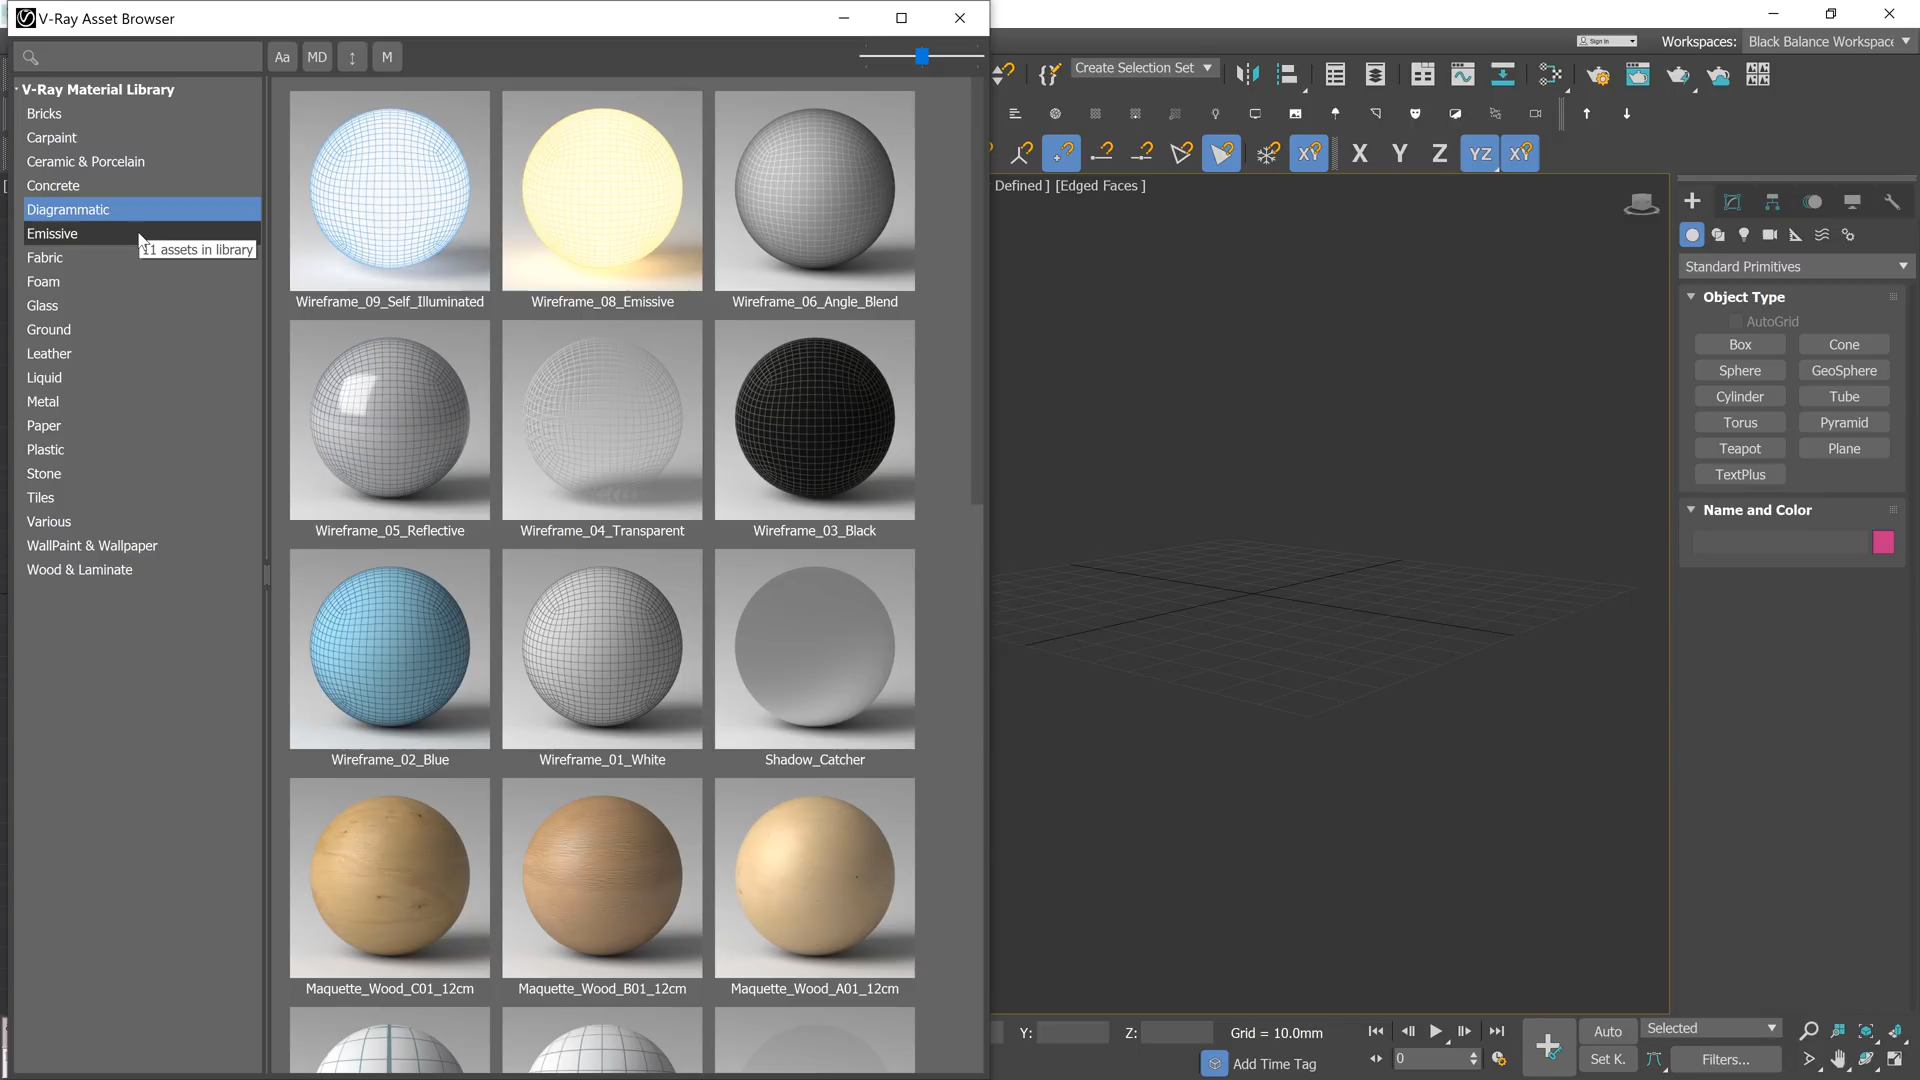 V-Ray Asset Browser
Aa MD M
V-Ray Material Library
Bricks
Carpaint
Ceramic & Porcelain
Concrete
Diagrammatic
Emissive
11 assets in library
Fabric
Foam
Glass
Ground
Leather
Liquid
Metal
Paper
Plastic
Stone
Tiles
Various
WallPaint & Wallpaper
Wood & Laminate
Wireframe_09_Self_Illuminated
Wireframe_08_Emissive
Wireframe_06_Angle_Blend
Wireframe_05_Reflective
Wireframe_04_Transparent
Wireframe_03_Black
Wireframe_02_Blue
Wireframe_01_White
Shadow_Catcher
Maquette_Wood_C01_12cm
Maquette_Wood_B01_12cm
Maquette_Wood_A01_12cm
Sign In
Workspaces: Black Balance Workspace
Create Selection Set
XY X Y Z YZ XY
Defined ] [Edged Faces ]
Standard Primitives
Object Type
AutoGrid
Box Cone
Sphere GeoSphere
Cylinder Tube
Torus Pyramid
Teapot Plane
TextPlus
Name and Color
Y: Z: Grid = 10.0mm
Add Time Tag
0
Auto Selected
Set K. Filters...